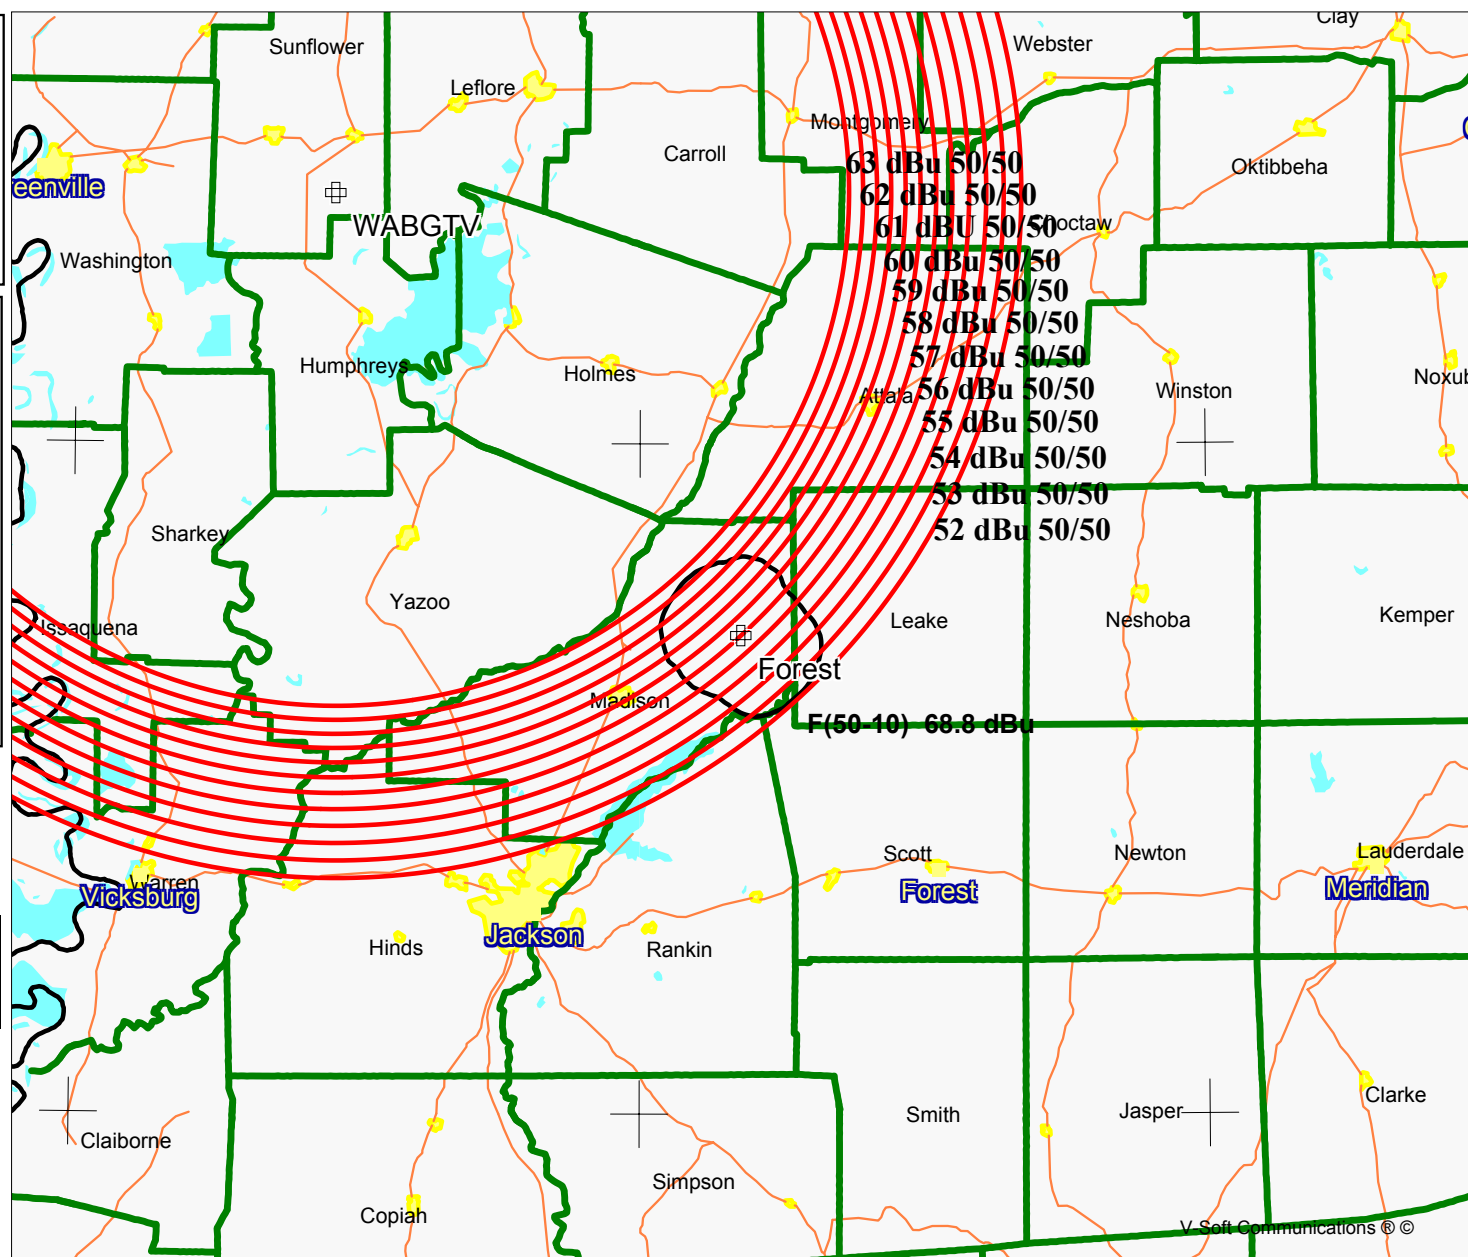 Clay
Sunflower
Webster
Leflore
Montgomery
Carroll
63 dBu 50/50
Oktibbeha
reenville
62 dBu 50/50
WABGTV
61 dBU 50/50
Choctaw
Washington
60 dBu 50/50
59 dBu 50/50
58 dBu 50/50
57 dBu 50/50
Humphreys
Holmes
Noxub
56 dBu 50/50
Attala
Winston
55 dBu 50/50
54 dBu 50/50
53 dBu 50/50
Sharkey
52 dBu 50/50
Yazoo
Issaquena
Leake
Neshoba
Kemper
Forest
Madison
F(50-10) 68.8 dBu
Scott
Newton
Lauderdale
Warren
Vicksburg
Forest
Meridian
Jackson
Hinds
Rankin
Clarke
Smith
Jasper
Claiborne
Simpson
Copiah
V-Soft Communications ® ©